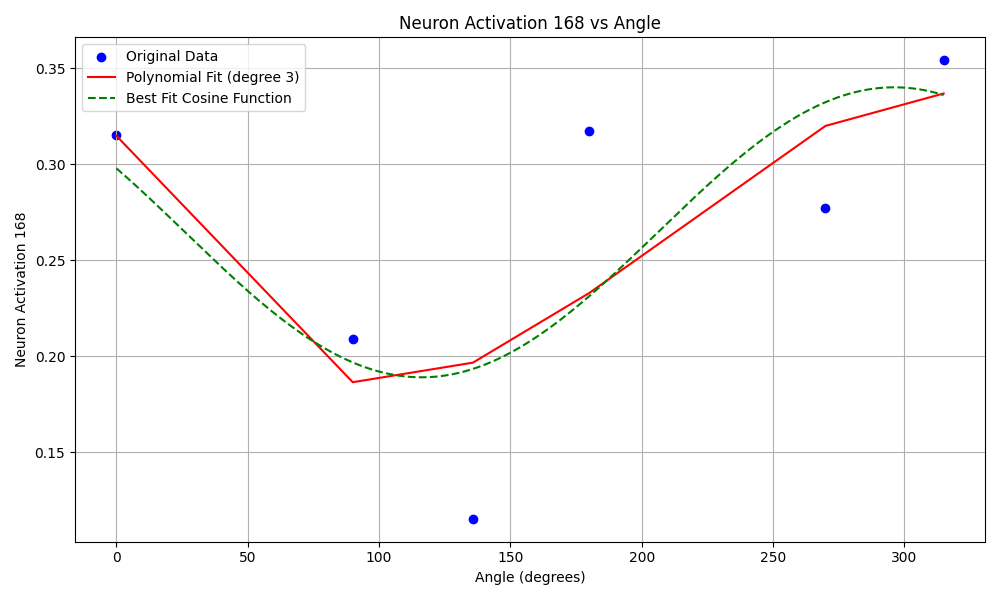 Neuron Activation 168 vs Angle
Original Data
Polynomial Fit (degree 3)
Best Fit Cosine Function
Neuron Activation 168
0.35
0.30
0.25
0.20
0.15
0
50
100
150
200
250
300
Angle (degrees)